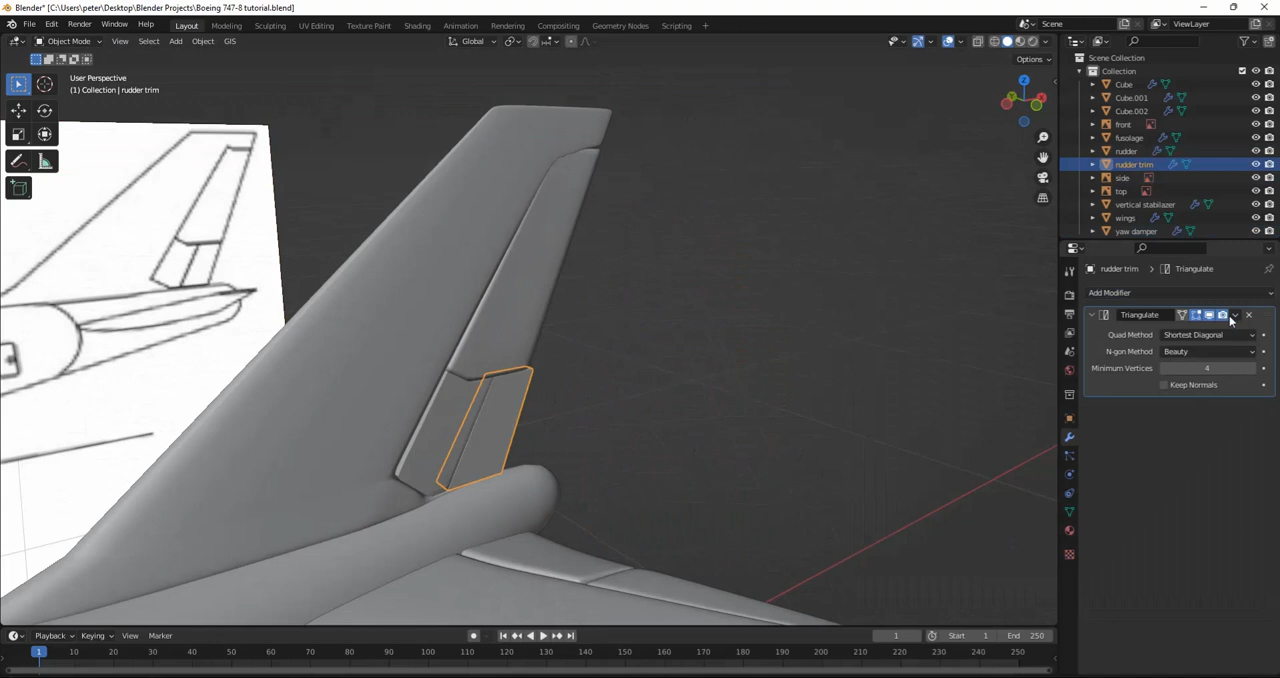 Blender* [C:\Users\peter\Desktop\Blender Projects\Boeing 747-8 tutorial.blend]
File Edit Render Window Help Layout Modeling Sculpting UV Editing Texture Paint Shading Animation Rendering Compositing Geometry Nodes Scripting + Scene ViewLayer
Object Mode View Select Add Object GIS Global
Options
User Perspective
(1) Collection | rudder trim
Z
Y X
Scene Collection
Collection
Cube
Cube.001
Cube.002
front
fusolage
rudder
rudder trim
side
top
vertical stabilazer
wings
yaw damper
rudder trim > Triangulate
Add Modifier
Triangulate
Quad Method Shortest Diagonal
N-gon Method Beauty
Minimum Vertices 4
Keep Normals
Playback Keying View Marker 1 Start 1 End 250
1 10 20 30 40 50 60 70 80 90 100 110 120 130 140 150 160 170 180 190 200 210 220 230 240 250